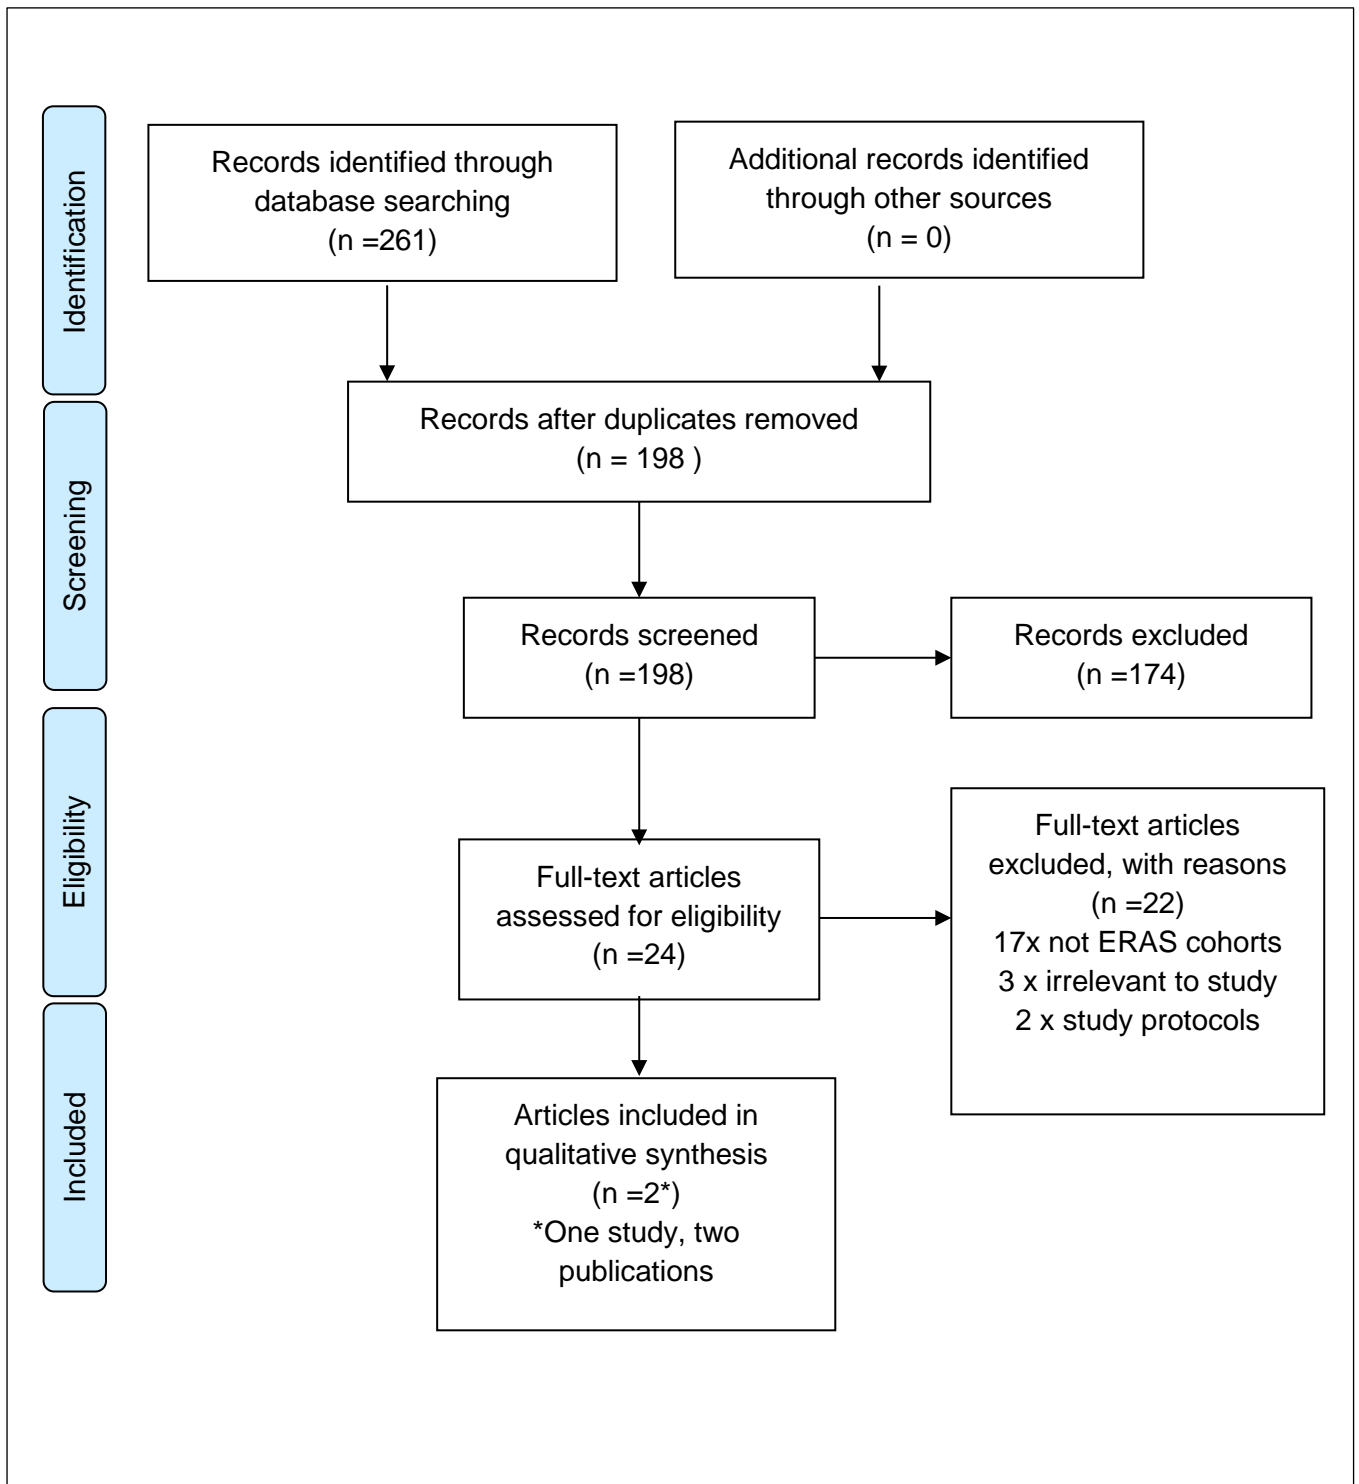 Identification
Records identified through
database searching
(n =261)
Additional records identified
through other sources
(n = 0)
Screening
Records after duplicates removed
(n = 198 )
Records screened
(n =198)
Records excluded
(n =174)
Eligibility
Full-text articles
assessed for eligibility
(n =24)
Full-text articles
excluded, with reasons
(n =22)
17x not ERAS cohorts
3 x irrelevant to study
2 x study protocols
Included
Articles included in
qualitative synthesis
(n =2*)
*One study, two
publications